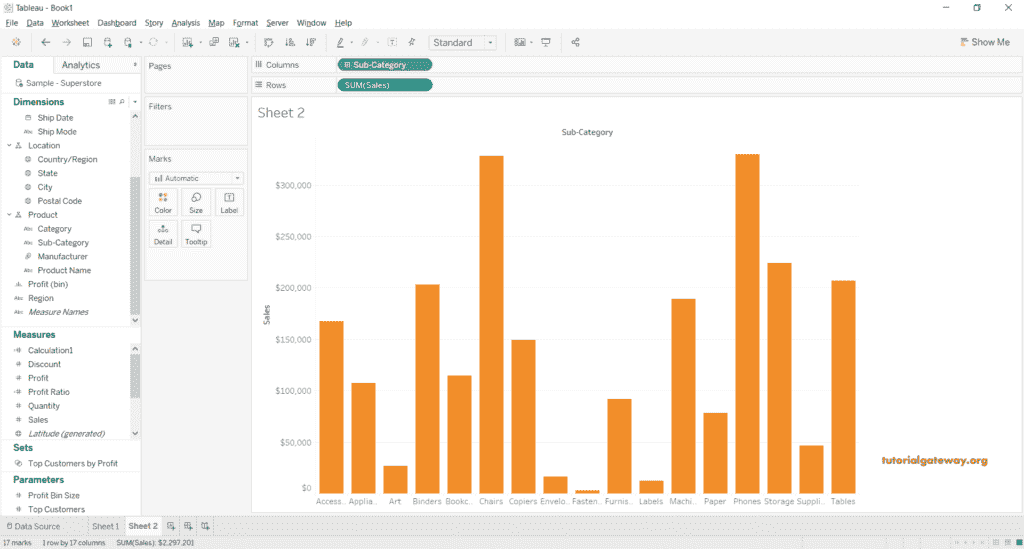 Tableau - Book1
File Data Worksheet Dashboard Story Analysis Map Format Server Window Help
Standard
Show Me
Data Analytics
Sample - Superstore
Dimensions
Ship Date
Abc Ship Mode
Location
Country/Region
State
City
Postal Code
Product
Abc Category
Abc Sub-Category
Manufacturer
Abc Product Name
Profit (bin)
Abc Region
Abc Measure Names
Measures
Calculation1
Discount
Profit
Profit Ratio
Quantity
Sales
Latitude (generated)
Sets
Top Customers by Profit
Parameters
Profit Bin Size
Top Customers
Pages
Filters
Marks
Automatic
Color Size Label
Detail Tooltip
Columns Sub-Category
Rows SUM(Sales)
Sheet 2
Sub-Category
Sales
$300,000
$250,000
$200,000
$150,000
$100,000
$50,000
$0
Access.. Applia.. Art Binders Bookc.. Chairs Copiers Envelo.. Fasten.. Furnis.. Labels Machi.. Paper Phones Storage Suppli.. Tables
tutorialgateway.org
Data Source Sheet 1 Sheet 2
17 marks 1 row by 17 columns SUM(Sales): $2,297,201